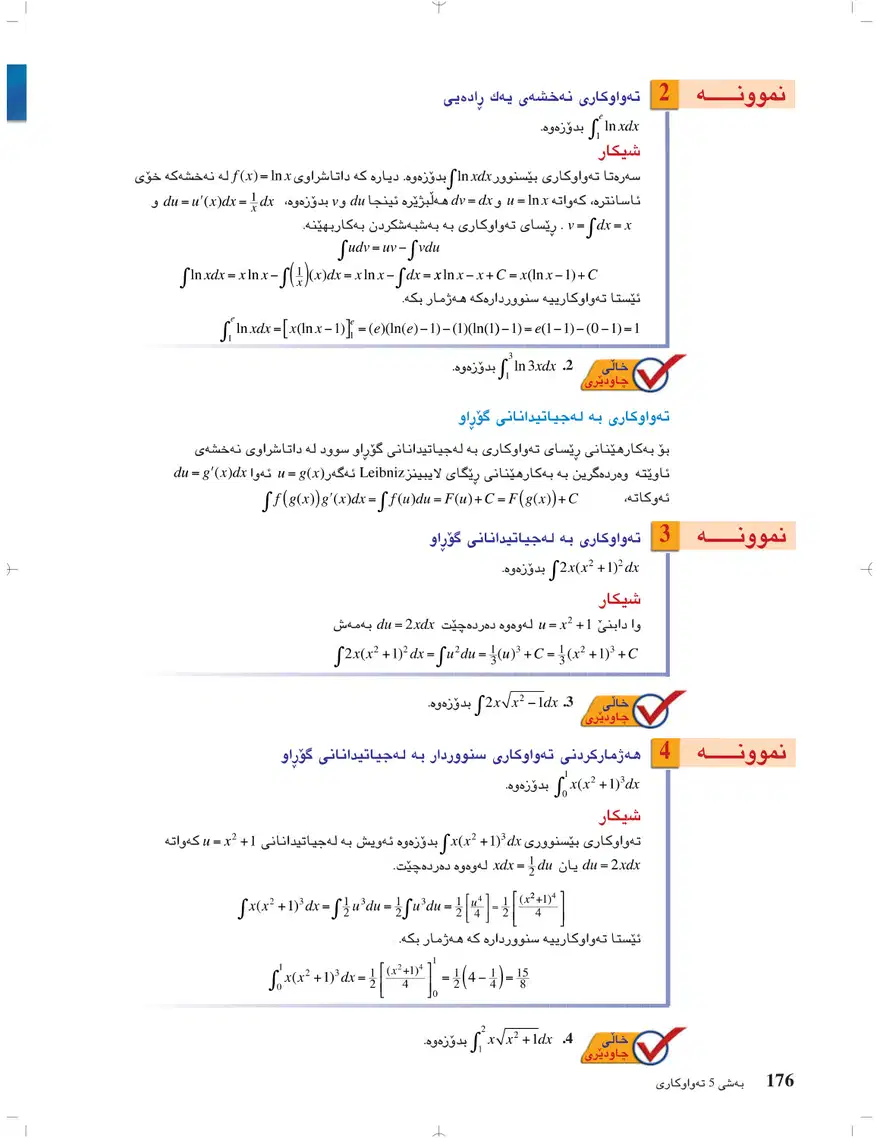 نموونـــــه 2 تەواوکاری نەخشەی یەك ڕادەیی
$\int_1^e \ln x dx$ بدۆزەوە.
شیکار
سەرەتا تەواوکاری بێسنوور $\int \ln x dx$ بدۆزەوە. دیارە کە داتاشراوی $f(x) = \ln x$ لە نەخشەکە خۆی
ئاسانترە، کەواتە $u = \ln x$ و $dv = dx$ هەڵبژێرە ئینجا $du$ و $v$ بدۆزەوە، $du = u'(x)dx = \frac{1}{x}dx$ و
$v = \int dx = x$ . ڕێسای تەواوکاری بە بەشبەشکردن بەکاربهێنە.
$\int u dv = uv - \int v du$
$\int \ln x dx = x \ln x - \int \left(\frac{1}{x}\right)(x)dx = x \ln x - \int dx = x \ln x - x + C = x(\ln x - 1) + C$
ئێستا تەواوکارییە سنووردارەکە هەژمار بکە.
$\int_1^e \ln x dx = \left[x(\ln x - 1)\right]_1^e = (e)(\ln(e) - 1) - (1)(\ln(1) - 1) = e(1 - 1) - (0 - 1) = 1$
خاڵی چاودێری 2. $\int_1^3 \ln 3x dx$ بدۆزەوە.
تەواوکاری بە لەجیاتیدانانی گۆڕاو
بۆ بەکارهێنانی ڕێسای تەواوکاری بە لەجیاتیدانانی گۆڕاو سوود لە داتاشراوی نەخشەی
ئاوێتە وەردەگرین بە بەکارهێنانی ڕێگای لایبینز Leibniz ئەگەر $u = g(x)$ ئەوا $du = g'(x)dx$
ئەوکاتە، $\int f(g(x))g'(x)dx = \int f(u)du = F(u) + C = F(g(x)) + C$
نموونـــــه 3 تەواوکاری بە لەجیاتیدانانی گۆڕاو
$\int 2x(x^2 + 1)^2 dx$ بدۆزەوە.
شیکار
وا دابنێ $u = x^2 + 1$ لەوەوە دەردەچێت $du = 2xdx$ بەمەش
$\int 2x(x^2 + 1)^2 dx = \int u^2 du = \frac{1}{3}(u)^3 + C = \frac{1}{3}(x^2 + 1)^3 + C$
خاڵی چاودێری 3. $\int 2x\sqrt{x^2 - 1}dx$ بدۆزەوە.
نموونـــــه 4 هەژمارکردنی تەواوکاری سنووردار بە لەجیاتیدانانی گۆڕاو
$\int_0^1 x(x^2 + 1)^3 dx$ بدۆزەوە.
شیکار
تەواوکاری بێسنووری $\int x(x^2 + 1)^3 dx$ بدۆزەوە ئەویش بە لەجیاتیدانانی $u = x^2 + 1$ کەواتە
$du = 2xdx$ یان $xdx = \frac{1}{2}du$ لەوەوە دەردەچێت.
$\int x(x^2 + 1)^3 dx = \int \frac{1}{2}u^3 du = \frac{1}{2}\int u^3 du = \frac{1}{2}\left[\frac{u^4}{4}\right] = \frac{1}{2}\left[\frac{(x^2+1)^4}{4}\right]$
ئێستا تەواوکارییە سنووردارە کە هەژمار بکە.
$\int_0^1 x(x^2 + 1)^3 dx = \frac{1}{2}\left[\frac{(x^2+1)^4}{4}\right]_0^1 = \frac{1}{2}\left(4 - \frac{1}{4}\right) = \frac{15}{8}$
خاڵی چاودێری 4. $\int_1^2 x\sqrt{x^2 + 1}dx$ بدۆزەوە.
176 بەشی 5 تەواوکاری